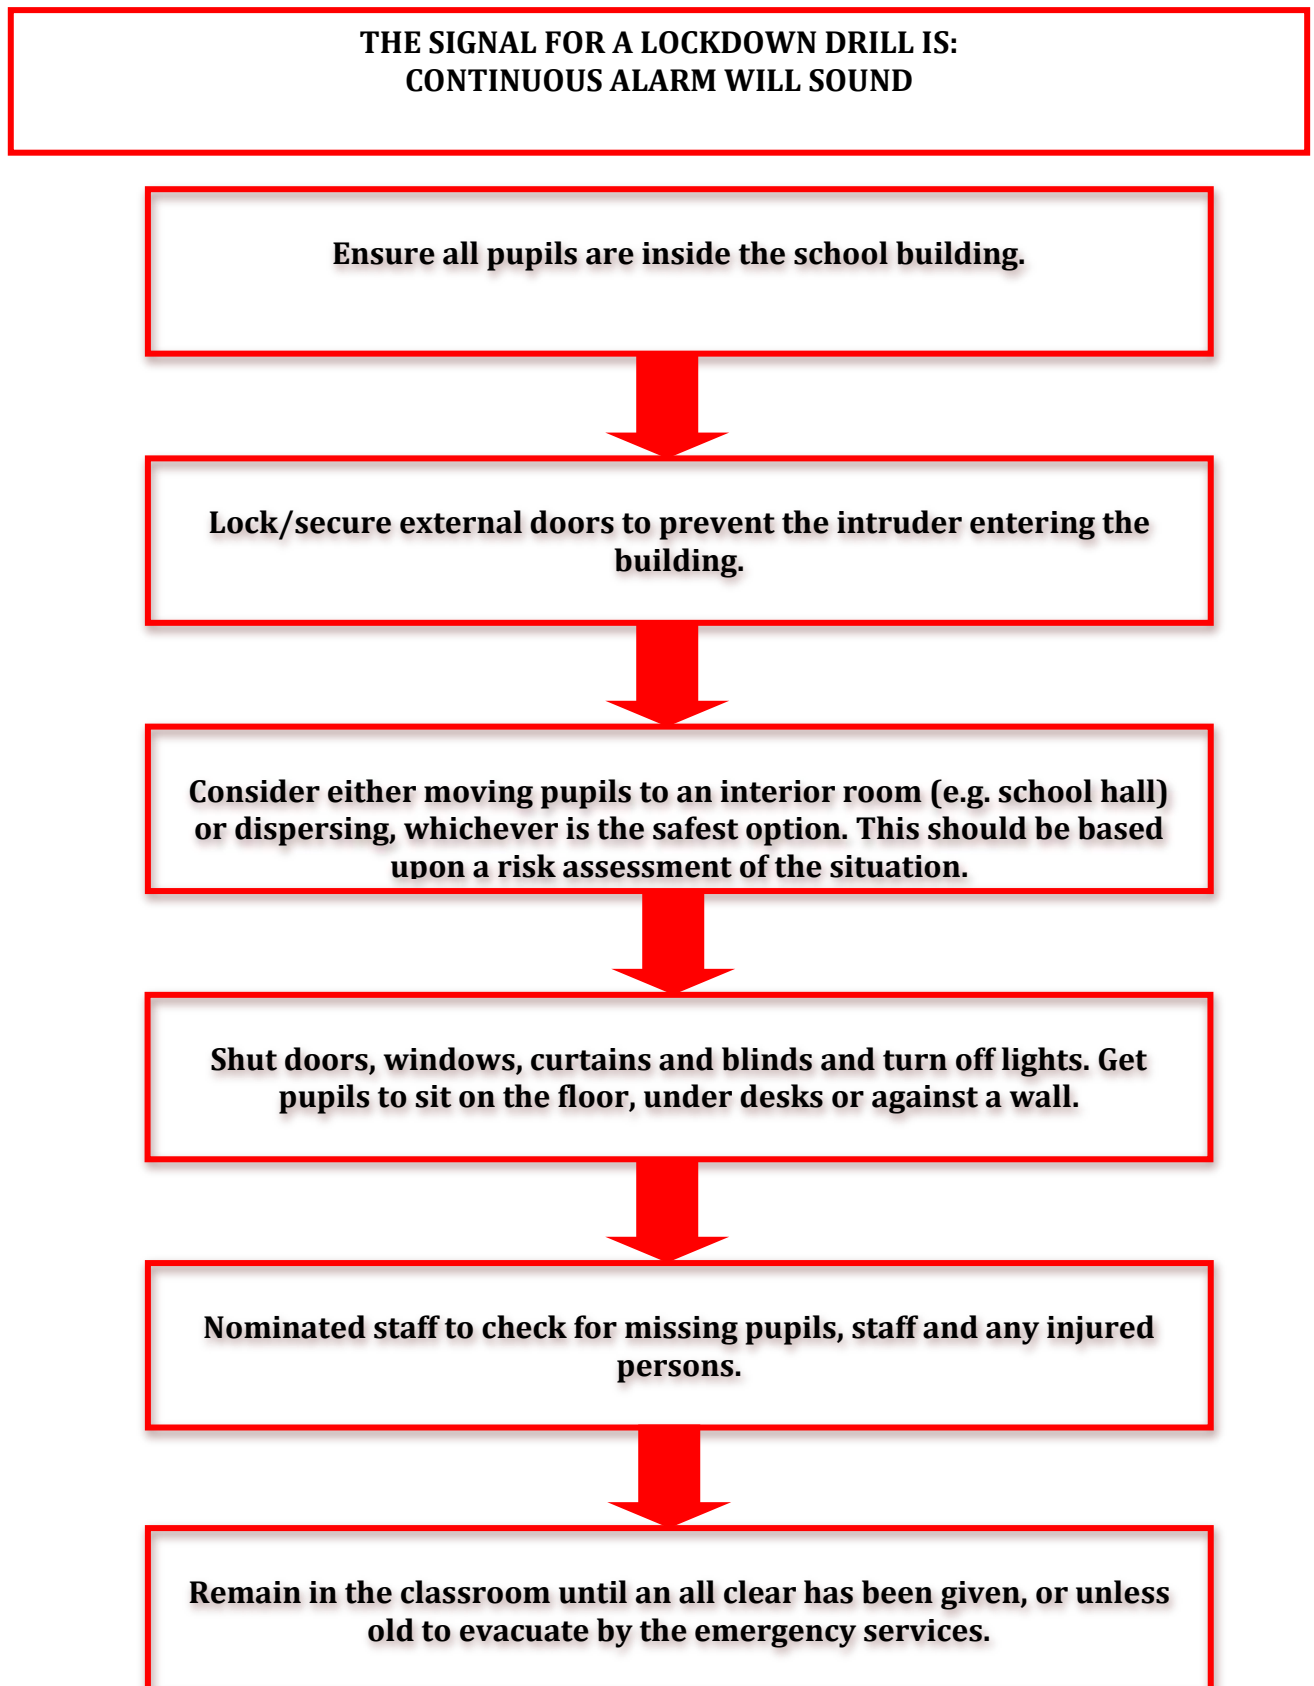 THE SIGNAL FOR A LOCKDOWN DRILL IS:
CONTINUOUS ALARM WILL SOUND
Ensure all pupils are inside the school building.
Lock/secure external doors to prevent the intruder entering the
building.
Consider either moving pupils to an interior room (e.g. school hall)
or dispersing, whichever is the safest option. This should be based
upon a risk assessment of the situation.
Shut doors, windows, curtains and blinds and turn off lights. Get
pupils to sit on the floor, under desks or against a wall.
Nominated staff to check for missing pupils, staff and any injured
persons.
Remain in the classroom until an all clear has been given, or unless
old to evacuate by the emergency services.